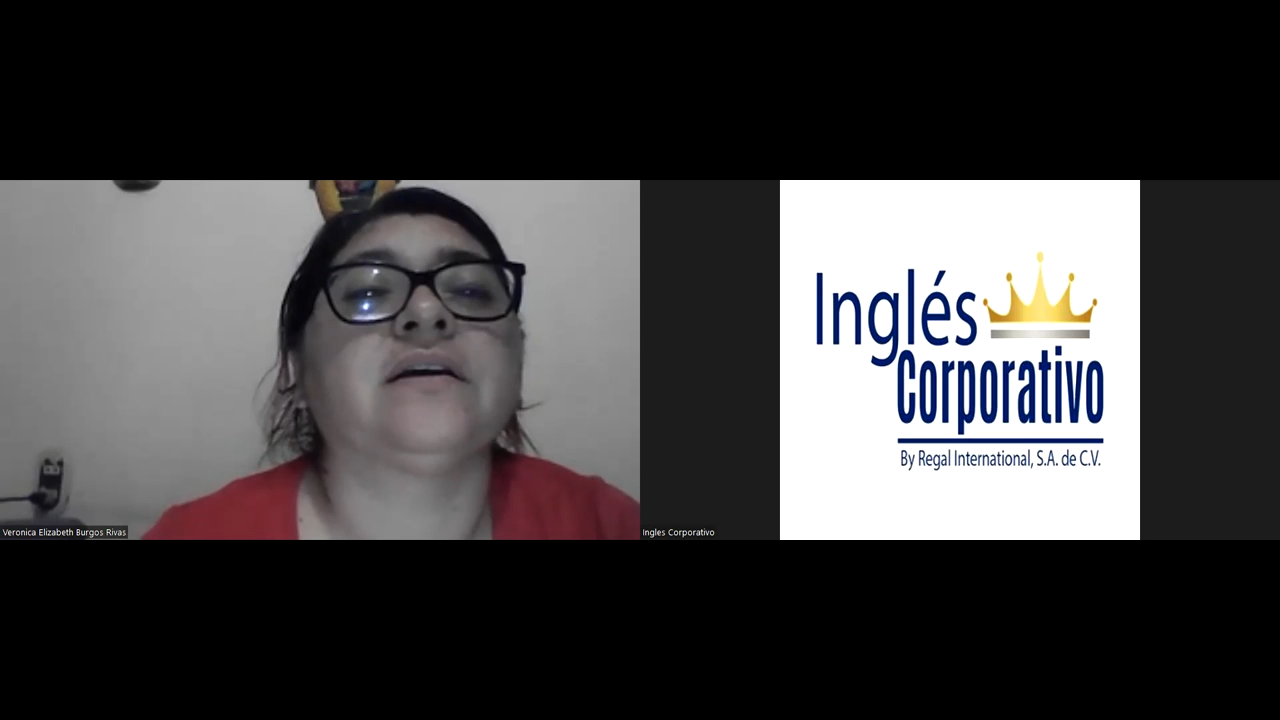 Inglés
Corporativo
By Regal International, S.A. de C.V.
Veronica Elizabeth Burgos Rivas
Ingles Corporativo